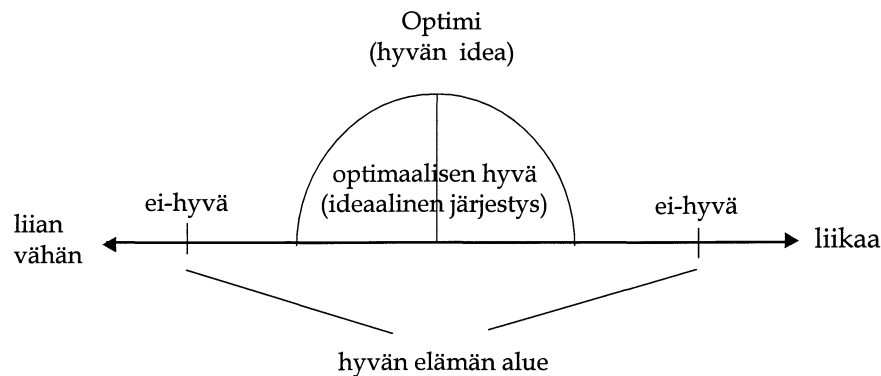 Optimi
(hyvän idea)
optimaalisen hyvä
(ideaalinen järjestys)
ei-hyvä
ei-hyvä
liian
vähän
liikaa
hyvän elämän alue